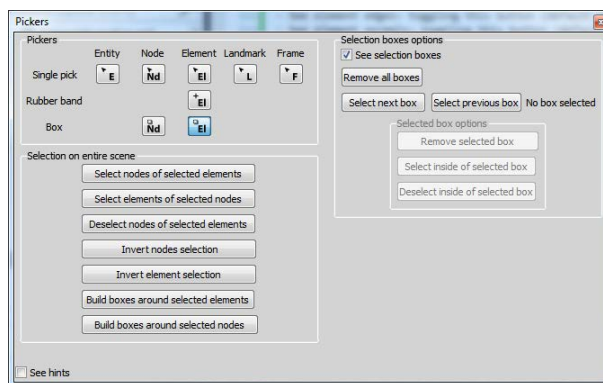 Pickers
Pickers
Entity Node Element Landmark Frame
Single pick E Nd El L F
Rubber band El
Box Nd El
Selection on entire scene
Select nodes of selected elements
Select elements of selected nodes
Deselect nodes of selected elements
Invert nodes selection
Invert element selection
Build boxes around selected elements
Build boxes around selected nodes
See hints
Selection boxes options
See selection boxes
Remove all boxes
Select next box Select previous box No box selected
Selected box options
Remove selected box
Select inside of selected box
Deselect inside of selected box